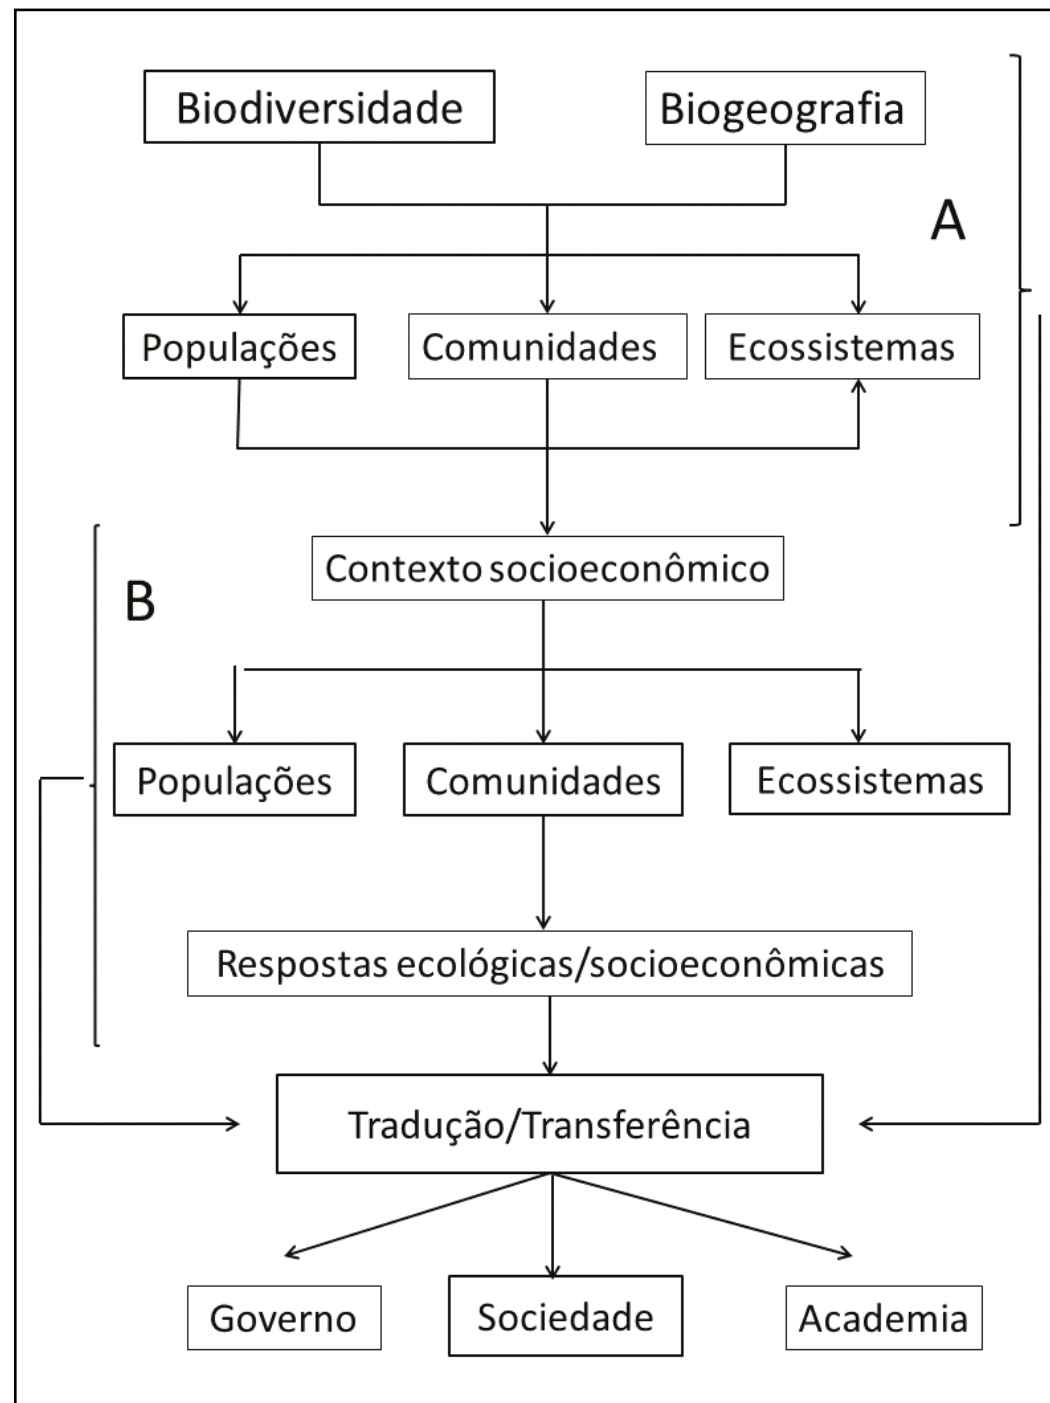 Biodiversidade
Biogeografia
A
Populações
Comunidades
Ecossistemas
Contexto socioeconômico
B
Populações
Comunidades
Ecossistemas
Respostas ecológicas/socioeconômicas
Tradução/Transferência
Governo
Sociedade
Academia